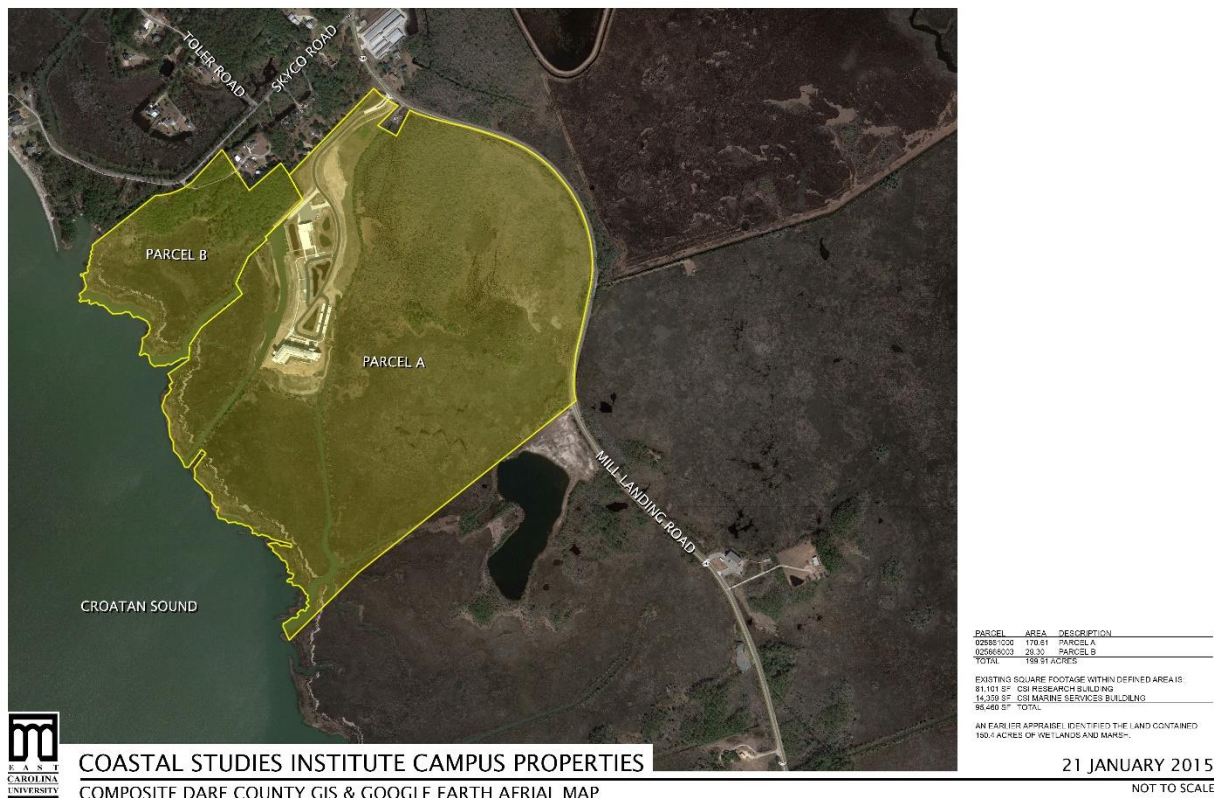 TOLER ROAD
SKYCO ROAD
PARCEL B
PARCEL A
MILL LANDING ROAD
CROATAN SOUND
PARCEL AREA DESCRIPTION
170.61 PARCEL A
29.30 PARCEL B
TOTAL 199.91 ACRES
EXISTING SQUARE FOOTAGE WITHIN DEFINED AREA IS
81,101 SF CSI RESEARCH BUILDING
14,359 SF CSI MARINE SERVICES BUILDILNG
95,460 SF TOTAL
AN EARLIER APPRAISEL IDENTIFIED THE LAND CONTAINED
150.4 ACRES OF WETLANDS AND MARSH.
EAST
CAROLINA
UNIVERSITY
COASTAL STUDIES INSTITUTE CAMPUS PROPERTIES
21 JANUARY 2015
COMPOSITE DARE COUNTY GIS & GOOGLE EARTH AERIAL MAP
NOT TO SCALE